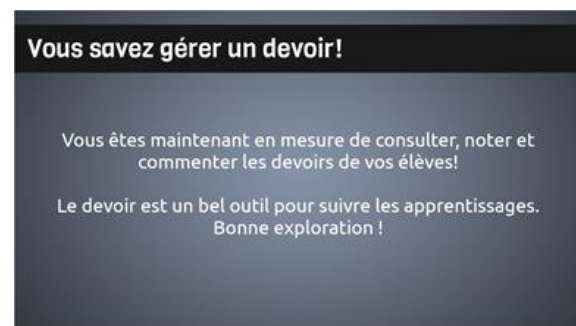 Vous savez gérer un devoir!
Vous êtes maintenant en mesure de consulter, noter et
commenter les devoirs de vos élèves!
Le devoir est un bel outil pour suivre les apprentissages.
Bonne exploration !